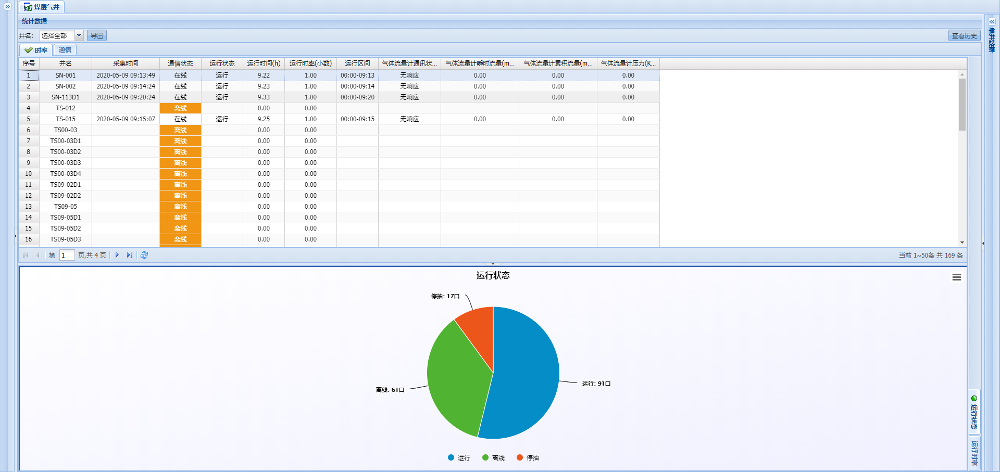 煤层气井
统计数据
井名: 选择全部 导出 查看历史
时率 通信
序号 井名 采集时间 通信状态 运行状态 运行时间(h) 运行时率(小数) 运行区间 气体流量计通讯状... 气体流量计瞬时流量(m... 气体流量计累积流量(m... 气体流量计压力(K...
1 SN-001 2020-05-09 09:13:49 在线 运行 9.22 1.00 00:00-09:13 无响应 0.00 0.00 0.00
2 SN-002 2020-05-09 09:14:24 在线 运行 9.23 1.00 00:00-09:14 无响应 0.00 0.00 0.00
3 SN-113D1 2020-05-09 09:20:24 在线 运行 9.33 1.00 00:00-09:20 无响应 0.00 0.00 0.00
4 TS-012 离线 0.00 0.00
5 TS-015 2020-05-09 09:15:07 在线 运行 9.25 1.00 00:00-09:15 无响应 0.00 0.00 0.00
6 TS00-03 离线 0.00 0.00
7 TS00-03D1 离线 0.00 0.00
8 TS00-03D2 离线 0.00 0.00
9 TS00-03D3 离线 0.00 0.00
10 TS00-03D4 离线 0.00 0.00
11 TS09-02D1 离线 0.00 0.00
12 TS09-02D2 离线 0.00 0.00
13 TS09-05 离线 0.00 0.00
14 TS09-05D1 离线 0.00 0.00
15 TS09-05D2 离线 0.00 0.00
16 TS09-05D3 离线 0.00 0.00
第 1 页,共 4 页 当前 1~50条 共 169 条
运行状态
停抽: 17口
离线: 61口
运行: 91口
运行 离线 停抽
单井数据
运行状态
运行时率